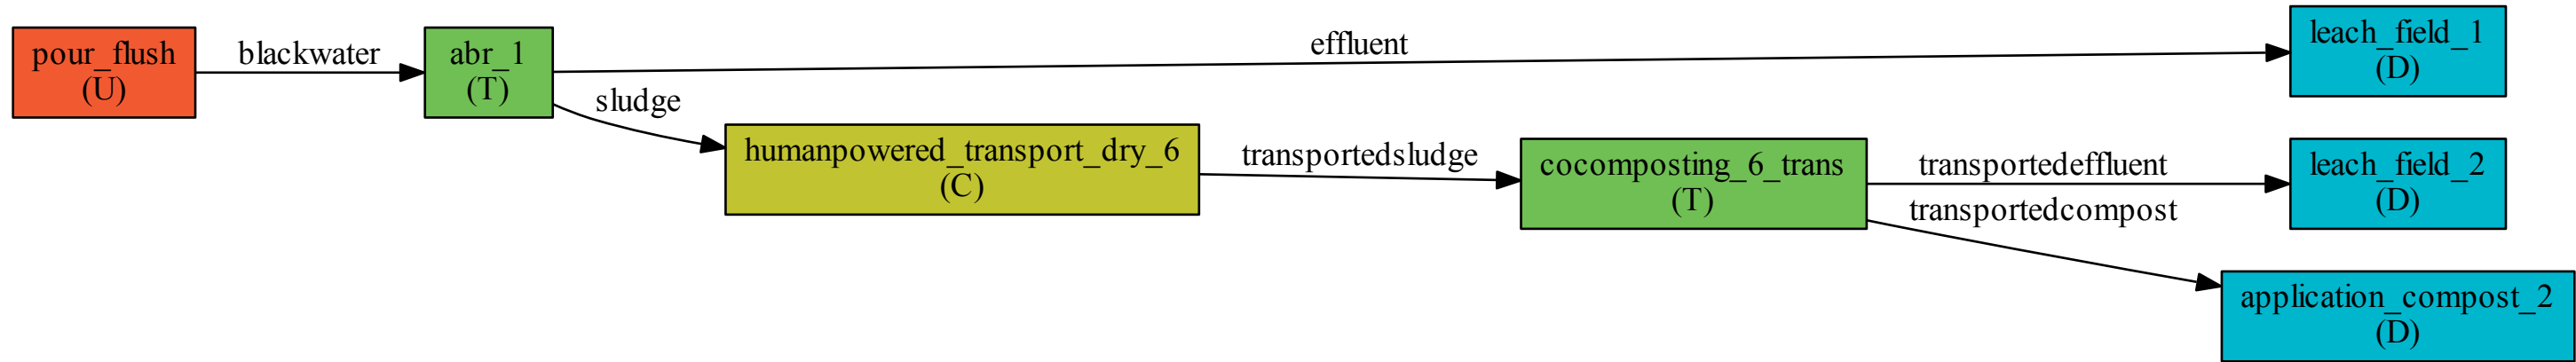 pour_flush
(U)
blackwater
abr_1
(T)
effluent
leach_field_1
(D)
sludge
humanpowered_transport_dry_6
(C)
transportedsludge
cocomposting_6_trans
(T)
transportedeffluent
leach_field_2
(D)
transportedcompost
application_compost_2
(D)